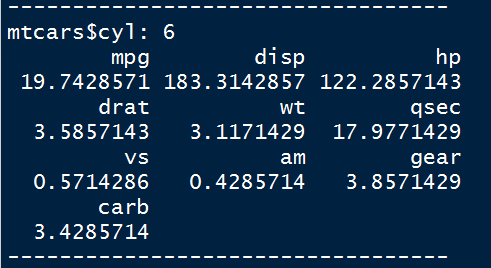 -----------------------------------
mtcars$cyl: 6
        mpg        disp          hp
 19.7428571 183.3142857 122.2857143
       drat          wt        qsec
  3.5857143   3.1171429  17.9771429
         vs          am        gear
  0.5714286   0.4285714   3.8571429
       carb
  3.4285714
-----------------------------------